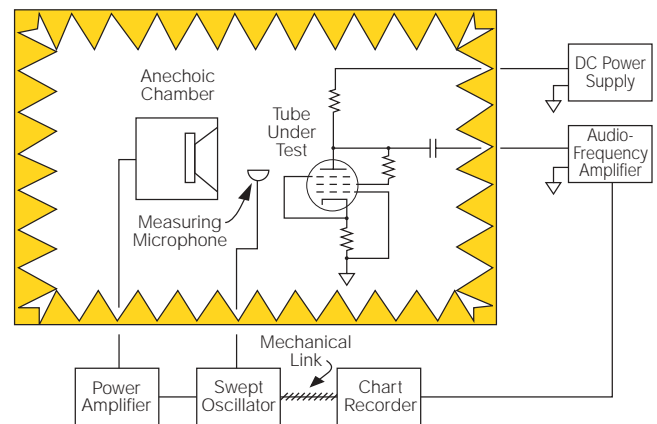 Anechoic
Chamber
Tube
Under
Test
Measuring
Microphone
DC Power
Supply
Audio-
Frequency
Amplifier
Mechanical
Link
Power
Amplifier
Swept
Oscillator
Chart
Recorder